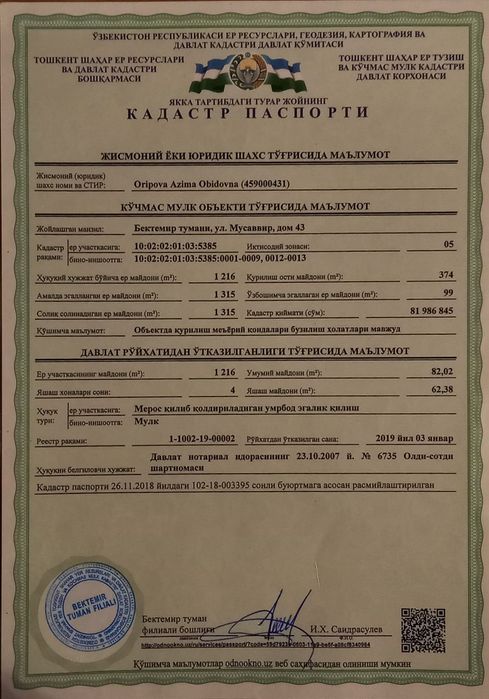 ЎЗБЕКИСТОН РЕСПУБЛИКАСИ ЕР РЕСУРСЛАРИ, ГЕОДЕЗИЯ, КАРТОГРАФИЯ ВА
ДАВЛАТ КАДАСТРИ ДАВЛАТ ҚЎМИТАСИ
ТОШКЕНТ ШАҲАР ЕР РЕСУРСЛАРИ
ВА ДАВЛАТ КАДАСТРИ
БОШҚАРМАСИ
ТОШКЕНТ ШАҲАР ЕР ТУЗИШ
ВА КЎЧМАС МУЛК КАДАСТРИ
ДАВЛАТ КОРХОНАСИ
ЯККА ТАРТИБДАГИ ТУРАР ЖОЙНИНГ
КАДАСТР ПАСПОРТИ
ЖИСМОНИЙ ЁКИ ЮРИДИК ШАХС ТЎҒРИСИДА МАЪЛУМОТ
Жисмоний (юридик)
шахс номи ва СТИР: Oripova Azima Obidovna (459000431)
КЎЧМАС МУЛК ОБЪЕКТИ ТЎҒРИСИДА МАЪЛУМОТ
Жойлашган манзил: Бектемир тумани, ул. Мусаввир, дом 43
Кадастр рақами: ер участкасига: 10:02:02:01:03:5385 Иқтисодий зонаси: 05
бино-иншоотга: 10:02:02:01:03:5385:0001-0009, 0012-0013
Ҳуқуқий хужжат бўйича ер майдони (m²): 1 216 Қурилиш ости майдони (m²): 374
Амалда эгалланган ер майдони (m²): 1 315 Ўзбошимча эгаллаган ер майдони (m²): 99
Солиқ солинадиган ер майдони (m²): 1 315 Кадастр қиймати (сўм): 81 986 845
Қўшимча маълумот: Объектда қурилиш меъёрий қоидалари бузилиш холатлари мавжуд
ДАВЛАТ РЎЙХАТИДАН ЎТКАЗИЛГАНЛИГИ ТЎҒРИСИДА МАЪЛУМОТ
Ер участкасининг майдони (m²): 1 216 Умумий майдони (m²): 82,02
Яшаш хоналари сони: 4 Яшаш майдони (m²): 62,38
Ҳуқуқ тури: ер участкасига: Мерос қилиб қолдириладиган умрбод эгалик қилиш
бино-иншоотга: Мулк
Реестр рақами: 1-1002-19-00002 Рўйхатдан ўтказилган сана: 2019 йил 03 январь
Ҳуқуқни белгиловчи хужжат: Давлат нотариал идорасининг 23.10.2007 й. № 6735 Олди-сотди
шартномаси
Кадастр паспорти 26.11.2018 йилдаги 102-18-003395 сонли буюртмага асосан расмийлаштирилган
BEKTEMIR
TUMAN FILIALI
Бектемир туман
филиали бошлиғи
И.Х. Саидрасулев
Ф.И.О.
Қўшимча маълумотлар odnookno.uz веб саҳифасидан олиниши мумкин